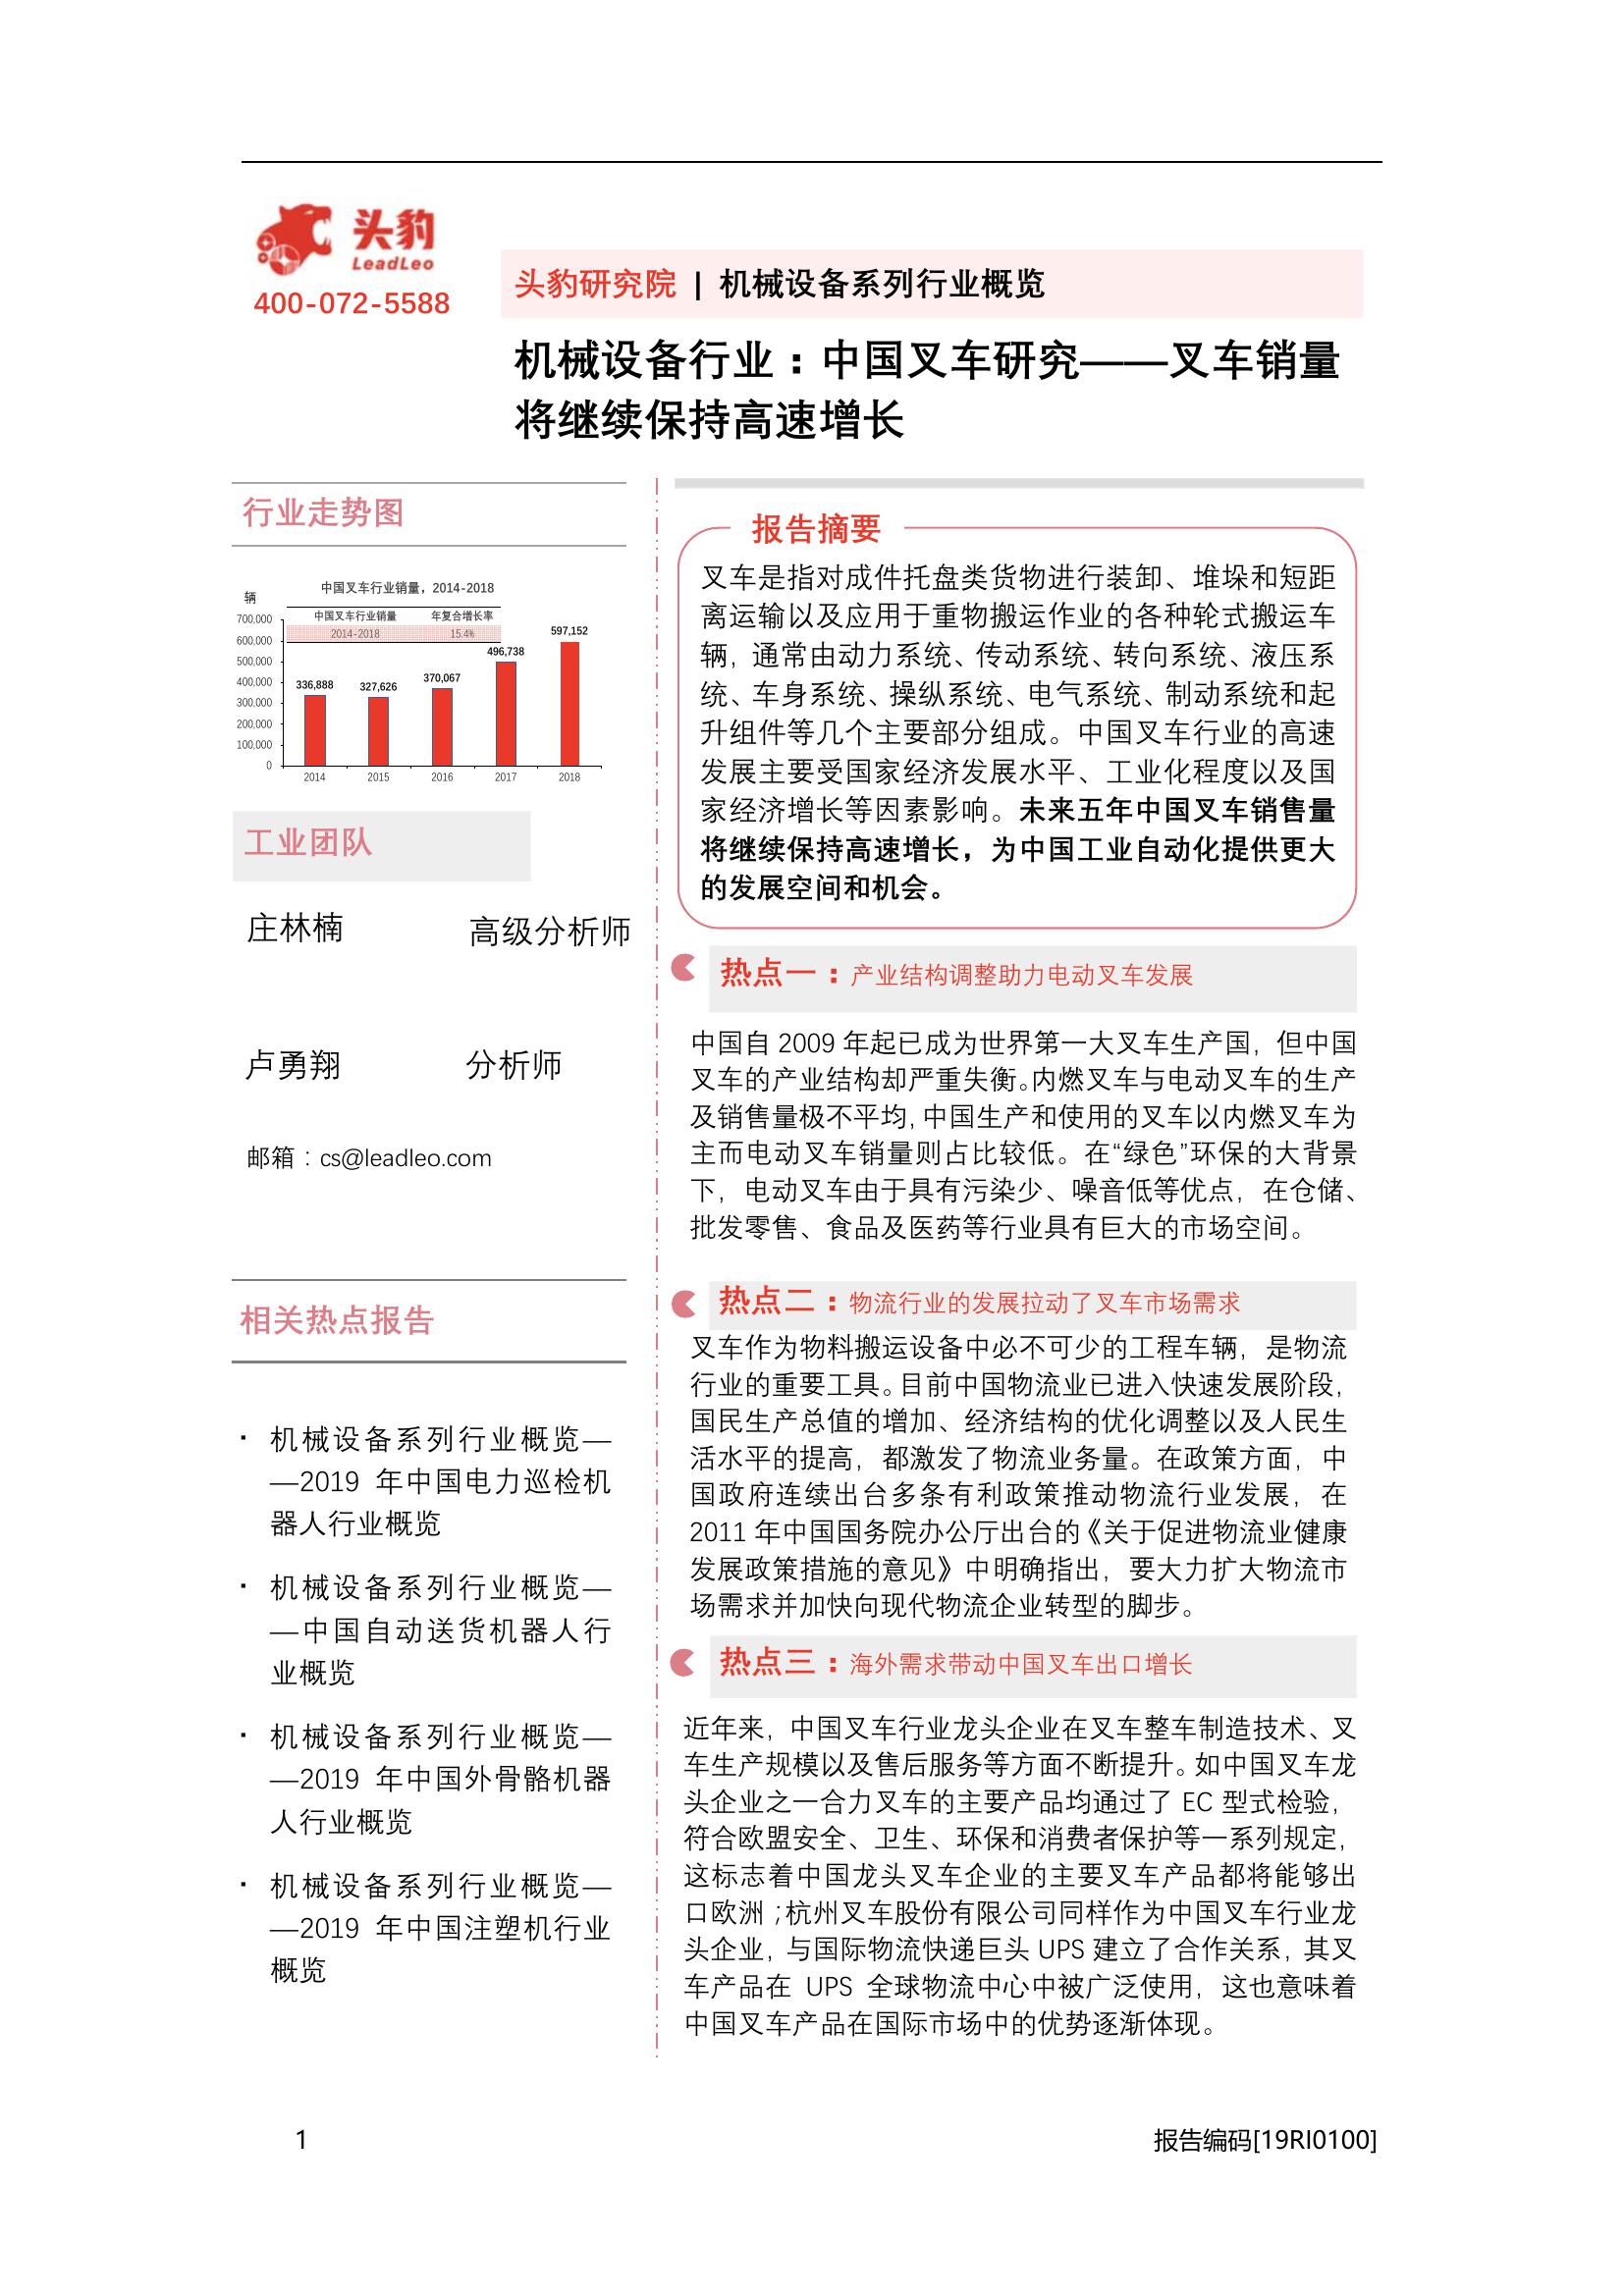 头豹
LeadLeo
400-072-5588
头豹研究院 | 机械设备系列行业概览
机械设备行业：中国叉车研究——叉车销量
将继续保持高速增长
行业走势图
中国叉车行业销量，2014-2018
辆
中国叉车行业销量 年复合增长率
2014-2018 15.4%
700,000
600,000
500,000
400,000
300,000
200,000
100,000
0
336,888
327,626
370,067
496,738
597,152
2014 2015 2016 2017 2018
工业团队
庄林楠 高级分析师
卢勇翔 分析师
邮箱：cs@leadleo.com
相关热点报告
· 机械设备系列行业概览—
—2019 年中国电力巡检机
器人行业概览
· 机械设备系列行业概览—
—中国自动送货机器人行
业概览
· 机械设备系列行业概览—
—2019 年中国外骨骼机器
人行业概览
· 机械设备系列行业概览—
—2019 年中国注塑机行业
概览
报告摘要
叉车是指对成件托盘类货物进行装卸、堆垛和短距
离运输以及应用于重物搬运作业的各种轮式搬运车
辆，通常由动力系统、传动系统、转向系统、液压系
统、车身系统、操纵系统、电气系统、制动系统和起
升组件等几个主要部分组成。中国叉车行业的高速
发展主要受国家经济发展水平、工业化程度以及国
家经济增长等因素影响。未来五年中国叉车销售量
将继续保持高速增长，为中国工业自动化提供更大
的发展空间和机会。
热点一：产业结构调整助力电动叉车发展
中国自 2009 年起已成为世界第一大叉车生产国，但中国
叉车的产业结构却严重失衡。内燃叉车与电动叉车的生产
及销售量极不平均，中国生产和使用的叉车以内燃叉车为
主而电动叉车销量则占比较低。在“绿色”环保的大背景
下，电动叉车由于具有污染少、噪音低等优点，在仓储、
批发零售、食品及医药等行业具有巨大的市场空间。
热点二：物流行业的发展拉动了叉车市场需求
叉车作为物料搬运设备中必不可少的工程车辆，是物流
行业的重要工具。目前中国物流业已进入快速发展阶段，
国民生产总值的增加、经济结构的优化调整以及人民生
活水平的提高，都激发了物流业务量。在政策方面，中
国政府连续出台多条有利政策推动物流行业发展，在
2011 年中国国务院办公厅出台的《关于促进物流业健康
发展政策措施的意见》中明确指出，要大力扩大物流市
场需求并加快向现代物流企业转型的脚步。
热点三：海外需求带动中国叉车出口增长
近年来，中国叉车行业龙头企业在叉车整车制造技术、叉
车生产规模以及售后服务等方面不断提升。如中国叉车龙
头企业之一合力叉车的主要产品均通过了 EC 型式检验，
符合欧盟安全、卫生、环保和消费者保护等一系列规定，
这标志着中国龙头叉车企业的主要叉车产品都将能够出
口欧洲；杭州叉车股份有限公司同样作为中国叉车行业龙
头企业，与国际物流快递巨头 UPS 建立了合作关系，其叉
车产品在 UPS 全球物流中心中被广泛使用，这也意味着
中国叉车产品在国际市场中的优势逐渐体现。
1
报告编码[19RI0100]